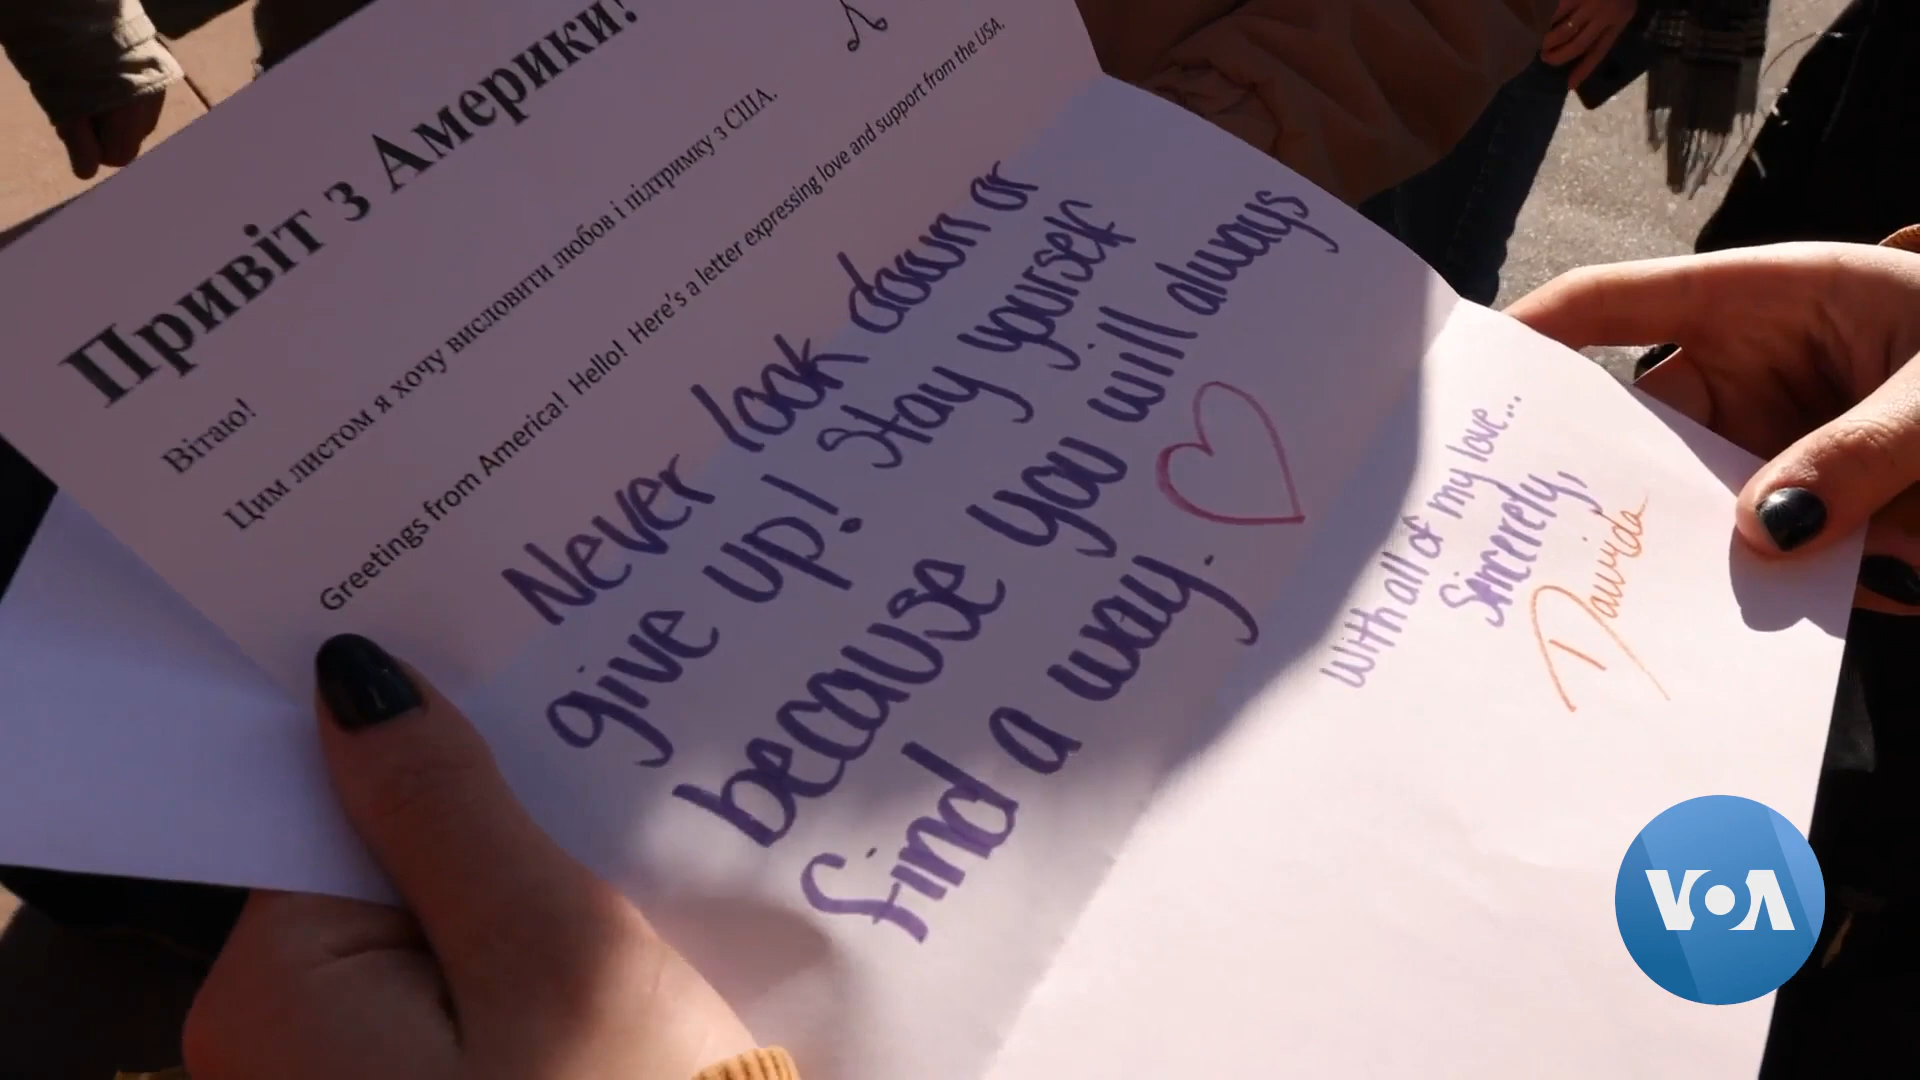 Привіт з Америки!
Вітаю!
Цим листом я хочу висловити любов і підтримку з США.
Greetings from America! Hello! Here's a letter expressing love and support from the USA.
Never look down or
give up! Stay yourself
because you will always
find a way.
With all of my love...
Sincerely,
Davida
VOA